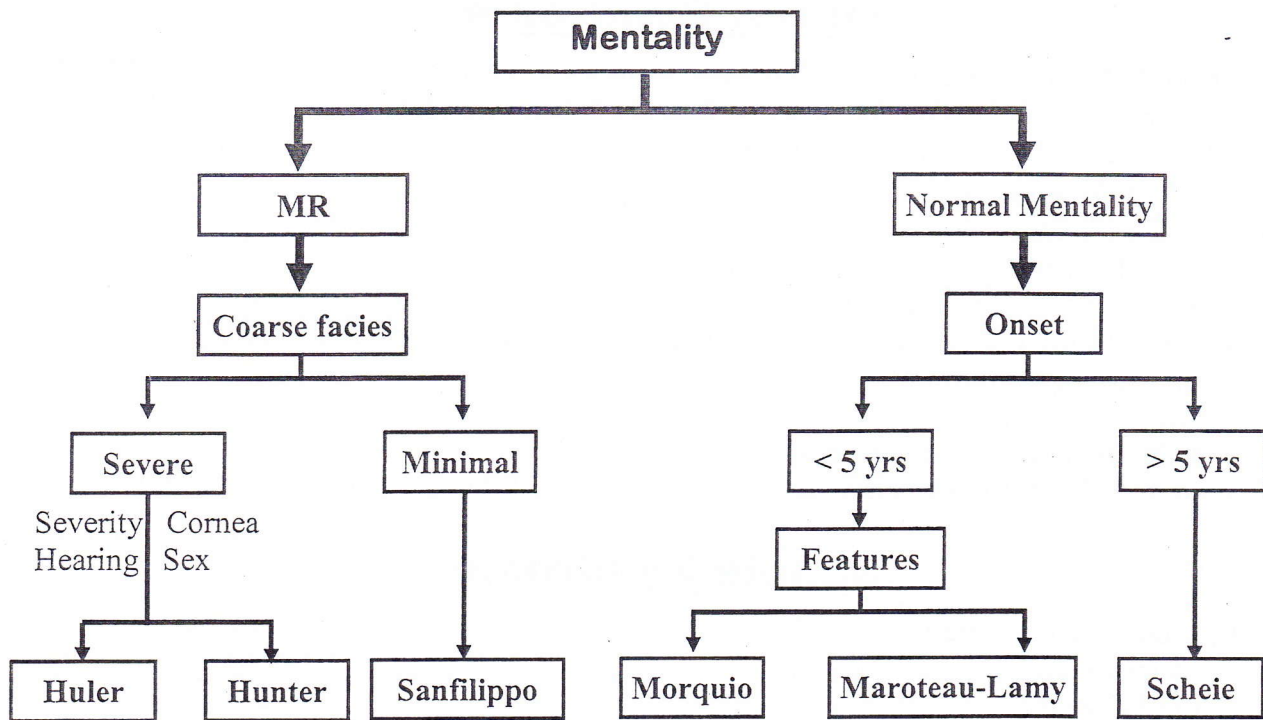 Mentality
MR
Normal Mentality
Coarse facies
Onset
Severe
Minimal
< 5 yrs
> 5 yrs
Severity Cornea
Hearing Sex
Features
Huler
Hunter
Sanfilippo
Morquio
Maroteau-Lamy
Scheie